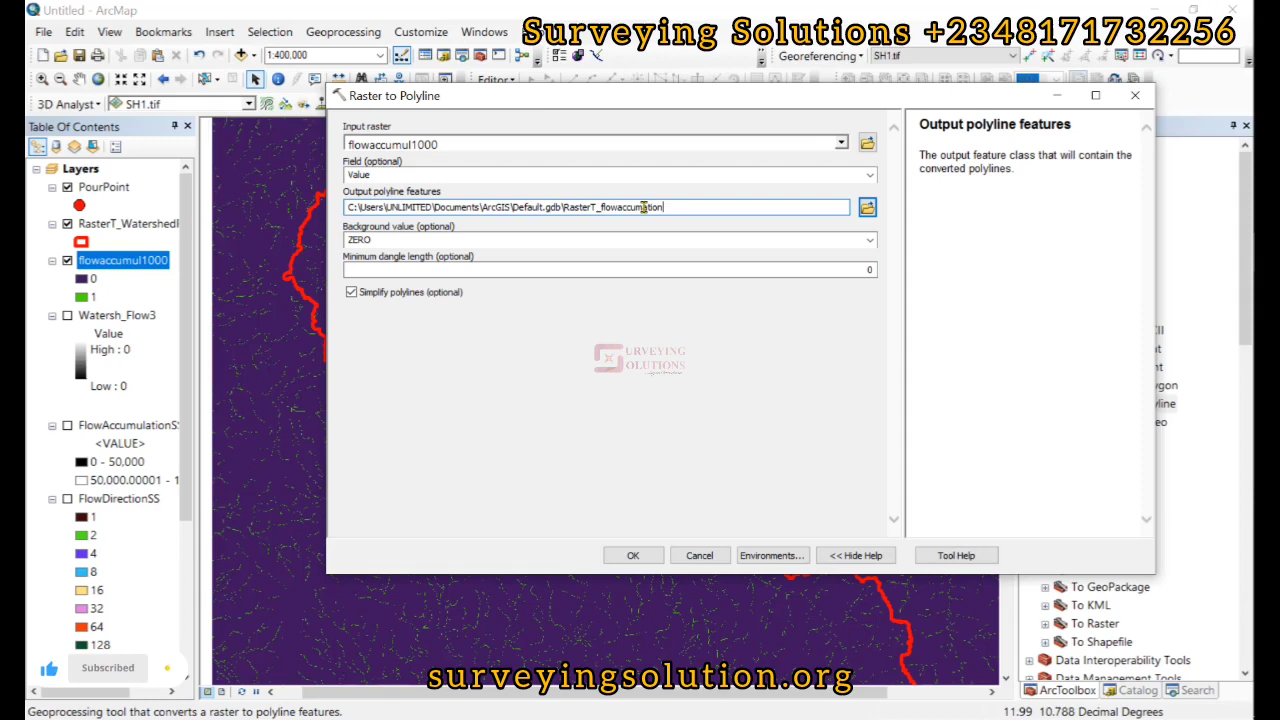 Untitled - ArcMap
Surveying Solutions +2348171732256
File Edit View Bookmarks Insert Selection Geoprocessing Customize Windows
1:400,000
Georeferencing SH1.tif
Editor
3D Analyst SH1.tif
Table Of Contents
Layers
PourPoint
RasterT_WatershedF
flowaccumul1000
0
1
Watersh_Flow3
Value
High : 0
Low : 0
FlowAccumulationS
<VALUE>
0 - 50,000
50,000.00001 - 1
FlowDirectionSS
1
2
4
8
16
32
64
128
Subscribed
Raster to Polyline
Input raster
flowaccumul1000
Field (optional)
Value
Output polyline features
C:\Users\UNLIMITED\Documents\ArcGIS\Default.gdb\RasterT_flowaccumation
Background value (optional)
ZERO
Minimum dangle length (optional)
0
Simplify polylines (optional)
SURVEYING
SOLUTIONS
OK Cancel Environments... << Hide Help Tool Help
Output polyline features
The output feature class that will contain the
converted polylines.
To GeoPackage
To KML
To Raster
To Shapefile
Data Interoperability Tools
Data Management Tools
ArcToolbox Catalog Search
surveyingsolution.org
Geoprocessing tool that converts a raster to polyline features.
11.99 10.788 Decimal Degrees